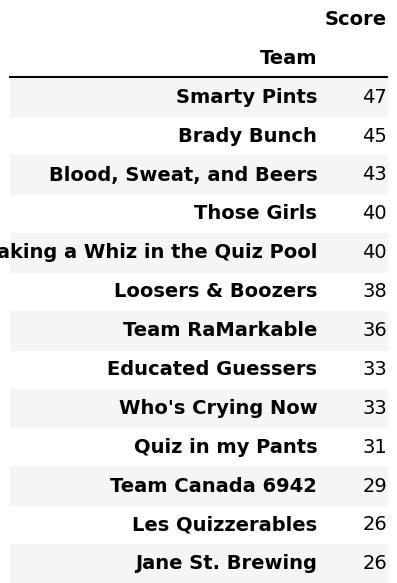 Score
Team
Smarty Pints 47
Brady Bunch 45
Blood, Sweat, and Beers 43
Those Girls 40
aking a Whiz in the Quiz Pool 40
Loosers & Boozers 38
Team RaMarkable 36
Educated Guessers 33
Who's Crying Now 33
Quiz in my Pants 31
Team Canada 6942 29
Les Quizzerables 26
Jane St. Brewing 26